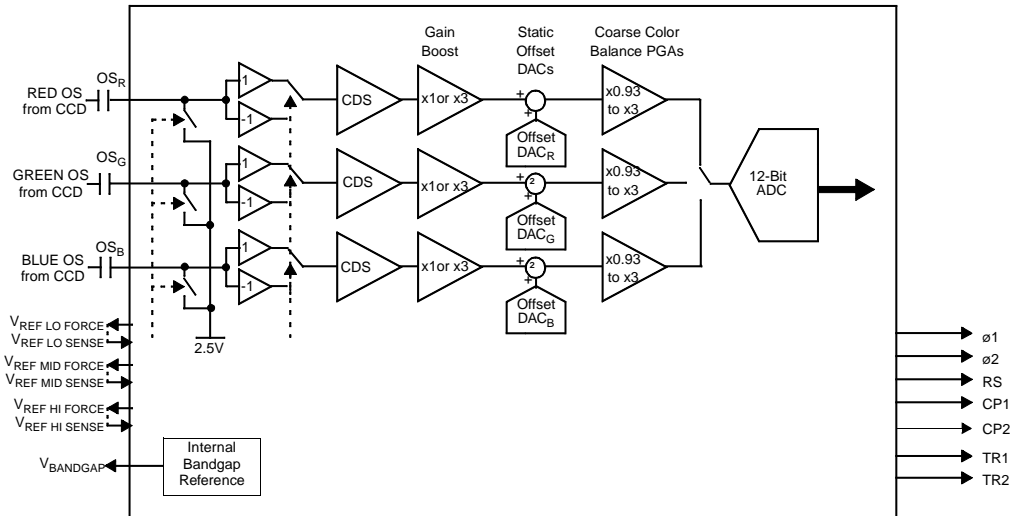 Gain
Boost
Static
Offset
DACs
Coarse Color
Balance PGAs
OSR
RED OS
from CCD
1
-1
CDS
x1or x3
+
+
Offset
DACR
x0.93
to x3
OSG
GREEN OS
from CCD
1
-1
CDS
x1or x3
+
2
+
Offset
DACG
x0.93
to x3
12-Bit
ADC
OSB
BLUE OS
from CCD
1
-1
CDS
x1or x3
+
2
+
Offset
DACB
x0.93
to x3
2.5V
VREF LO FORCE
VREF LO SENSE
VREF MID FORCE
VREF MID SENSE
VREF HI FORCE
VREF HI SENSE
VBANDGAP
Internal
Bandgap
Reference
ø1
ø2
RS
CP1
CP2
TR1
TR2